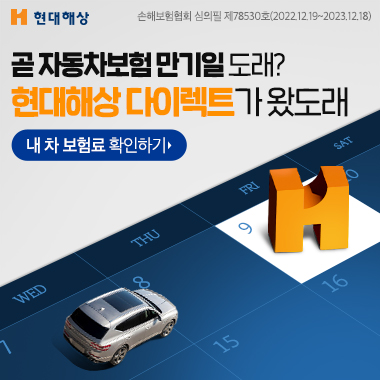 현대해상
손해보험협회 심의필 제78530호(2022.12.19~2023.12.18)
곧 자동차보험 만기일 도래?
현대해상 다이렉트가 왔도래
내 차 보험료 확인하기
SAT
FRI
10
THU
9
WED
8
16
7
15